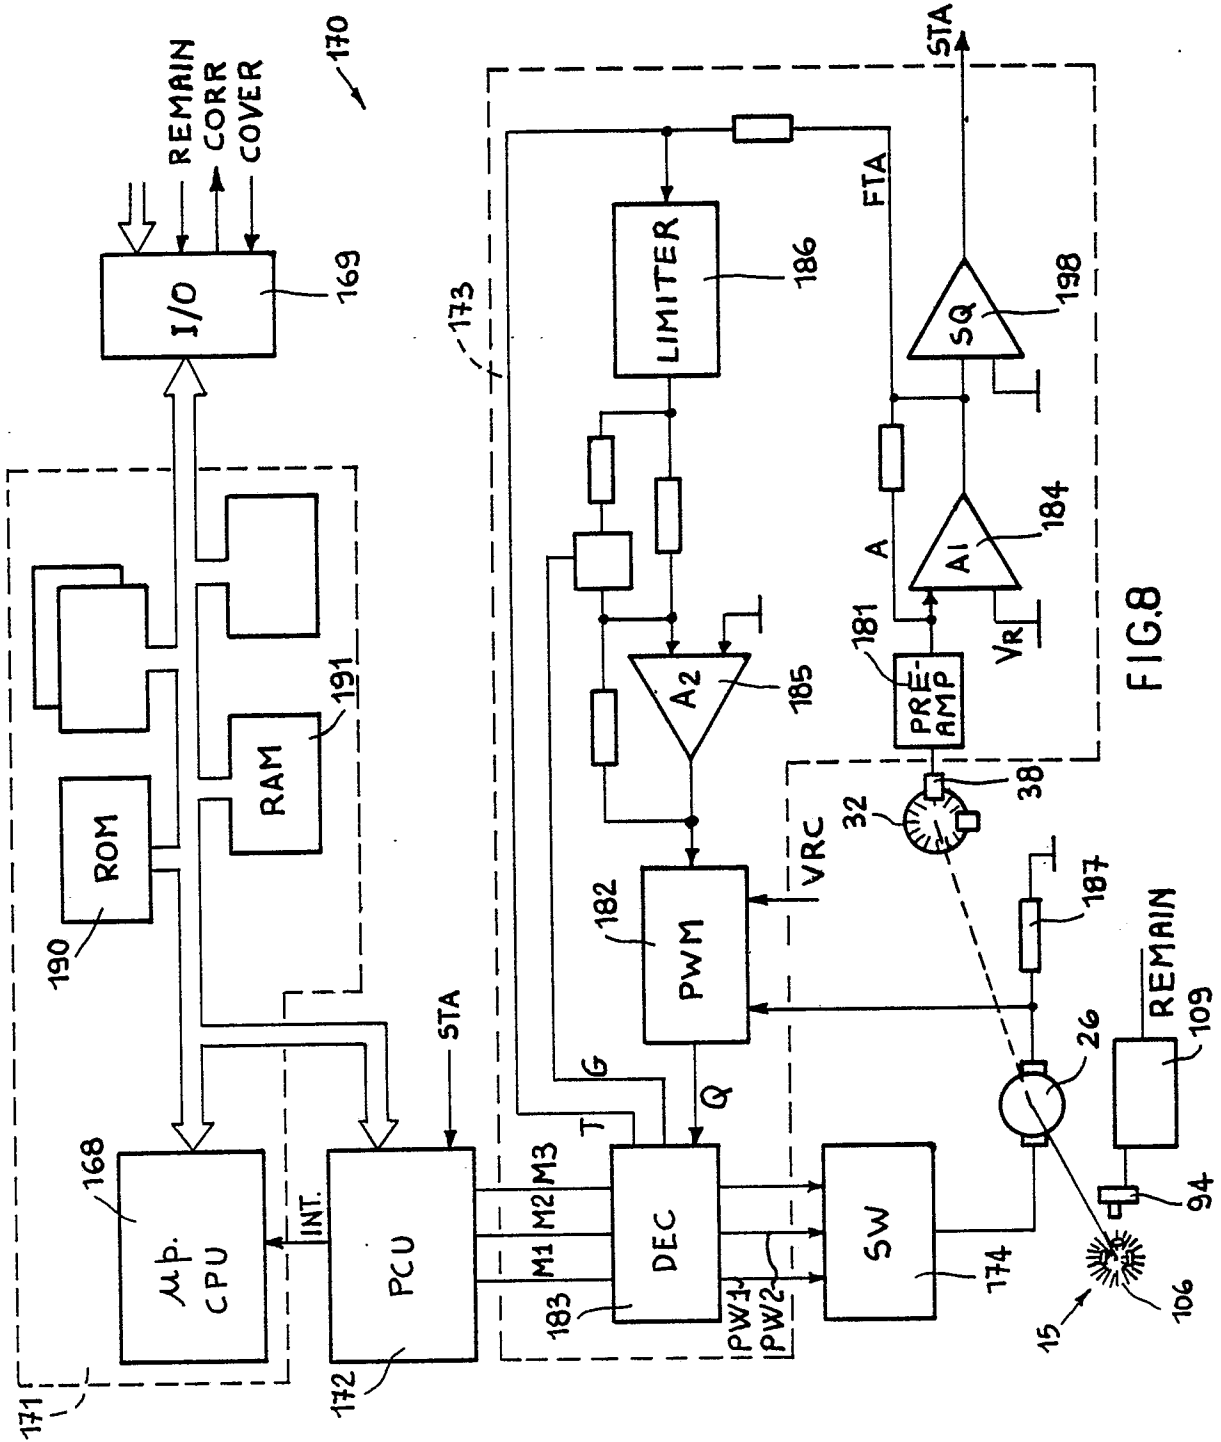 170
REMAIN
CORR
COVER
I/O
169
173
STA
FTA
LIMITER
186
SQ
198
A
A1
184
VR
181
PRE-
AMP
A2
185
191
RAM
ROM
190
38
32
VRC
182
PWM
187
STA
G
Q
T
26
REMAIN
109
168
µp.
CPU
INT.
PCU
172
M1
M2
M3
DEC
183
PW1
PW2
SW
174
94
106
15
171
FIG.8